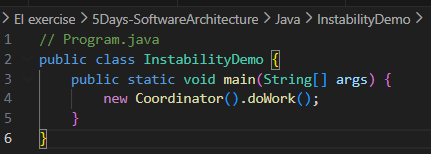 EI exercise > 5Days-SoftwareArchitecture > Java > InstabilityDemo >
1 // Program.java
2 public class InstabilityDemo {
3 public static void main(String[] args) {
4 new Coordinator().doWork();
5 }
6 }